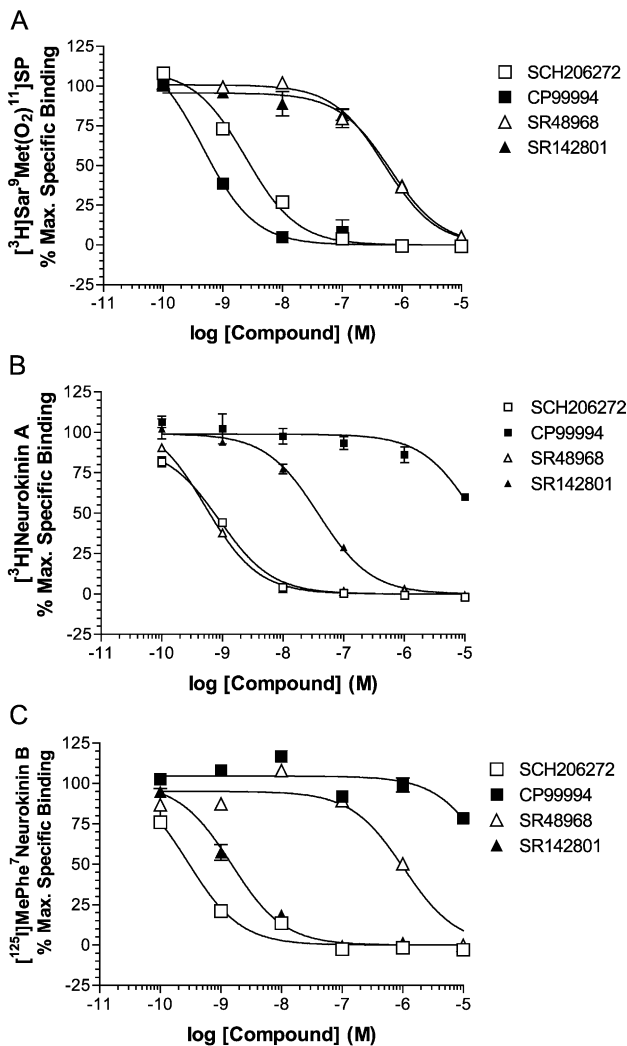 A
[³H]Sar⁹Met(O₂)¹¹]SP
% Max. Specific Binding
125
100
75
50
25
0
-25
-11 -10 -9 -8 -7 -6 -5
log [Compound] (M)
SCH206272
CP99994
SR48968
SR142801
B
[³H]Neurokinin A
% Max. Specific Binding
125
100
75
50
25
0
-25
-11 -10 -9 -8 -7 -6 -5
log [Compound] (M)
SCH206272
CP99994
SR48968
SR142801
C
[¹²⁵I]MePhe⁷Neurokinin B
% Max. Specific Binding
125
100
75
50
25
0
-25
-11 -10 -9 -8 -7 -6 -5
log [Compound] (M)
SCH206272
CP99994
SR48968
SR142801